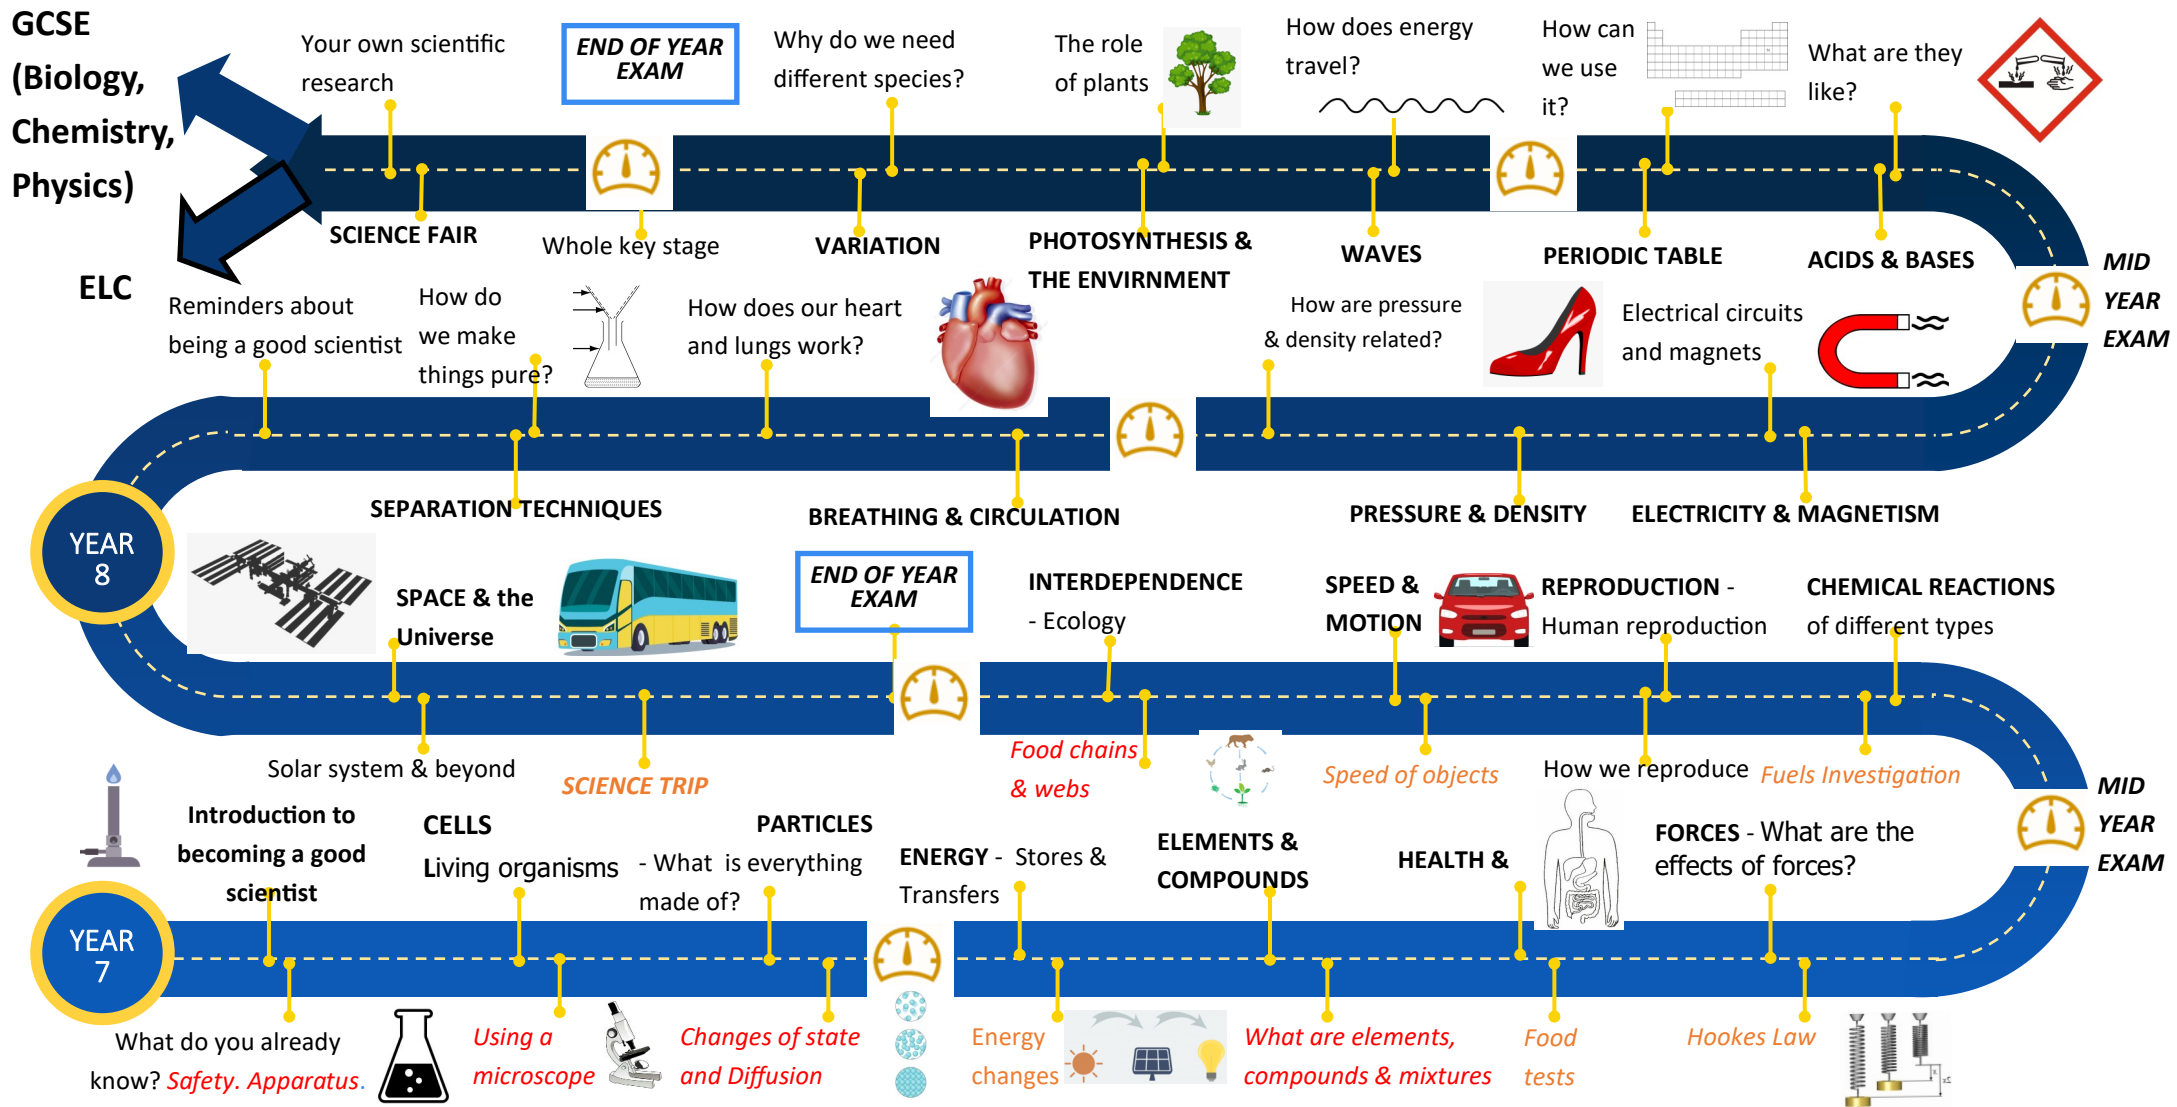 GCSE
(Biology,
Chemistry,
Physics)
ELC
Your own scientific
research
END OF YEAR
EXAM
Why do we need
different species?
The role
of plants
How does energy
travel?
How can
we use
it?
What are they
like?
SCIENCE FAIR
Whole key stage
VARIATION
PHOTOSYNTHESIS &
THE ENVIRNMENT
WAVES
PERIODIC TABLE
ACIDS & BASES
MID
YEAR
EXAM
Reminders about
being a good scientist
How do
we make
things pure?
How does our heart
and lungs work?
How are pressure
& density related?
Electrical circuits
and magnets
SEPARATION TECHNIQUES
BREATHING & CIRCULATION
PRESSURE & DENSITY
ELECTRICITY & MAGNETISM
YEAR
8
SPACE & the
Universe
END OF YEAR
EXAM
INTERDEPENDENCE
- Ecology
SPEED &
MOTION
REPRODUCTION -
Human reproduction
CHEMICAL REACTIONS
of different types
Solar system & beyond
SCIENCE TRIP
Food chains
& webs
Speed of objects
How we reproduce
Fuels Investigation
MID
YEAR
EXAM
Introduction to
becoming a good
scientist
CELLS
Living organisms
PARTICLES
- What is everything
made of?
ENERGY - Stores &
Transfers
ELEMENTS &
COMPOUNDS
HEALTH &
FORCES - What are the
effects of forces?
YEAR
7
What do you already
know? Safety. Apparatus.
Using a
microscope
Changes of state
and Diffusion
Energy
changes
What are elements,
compounds & mixtures
Food
tests
Hookes Law